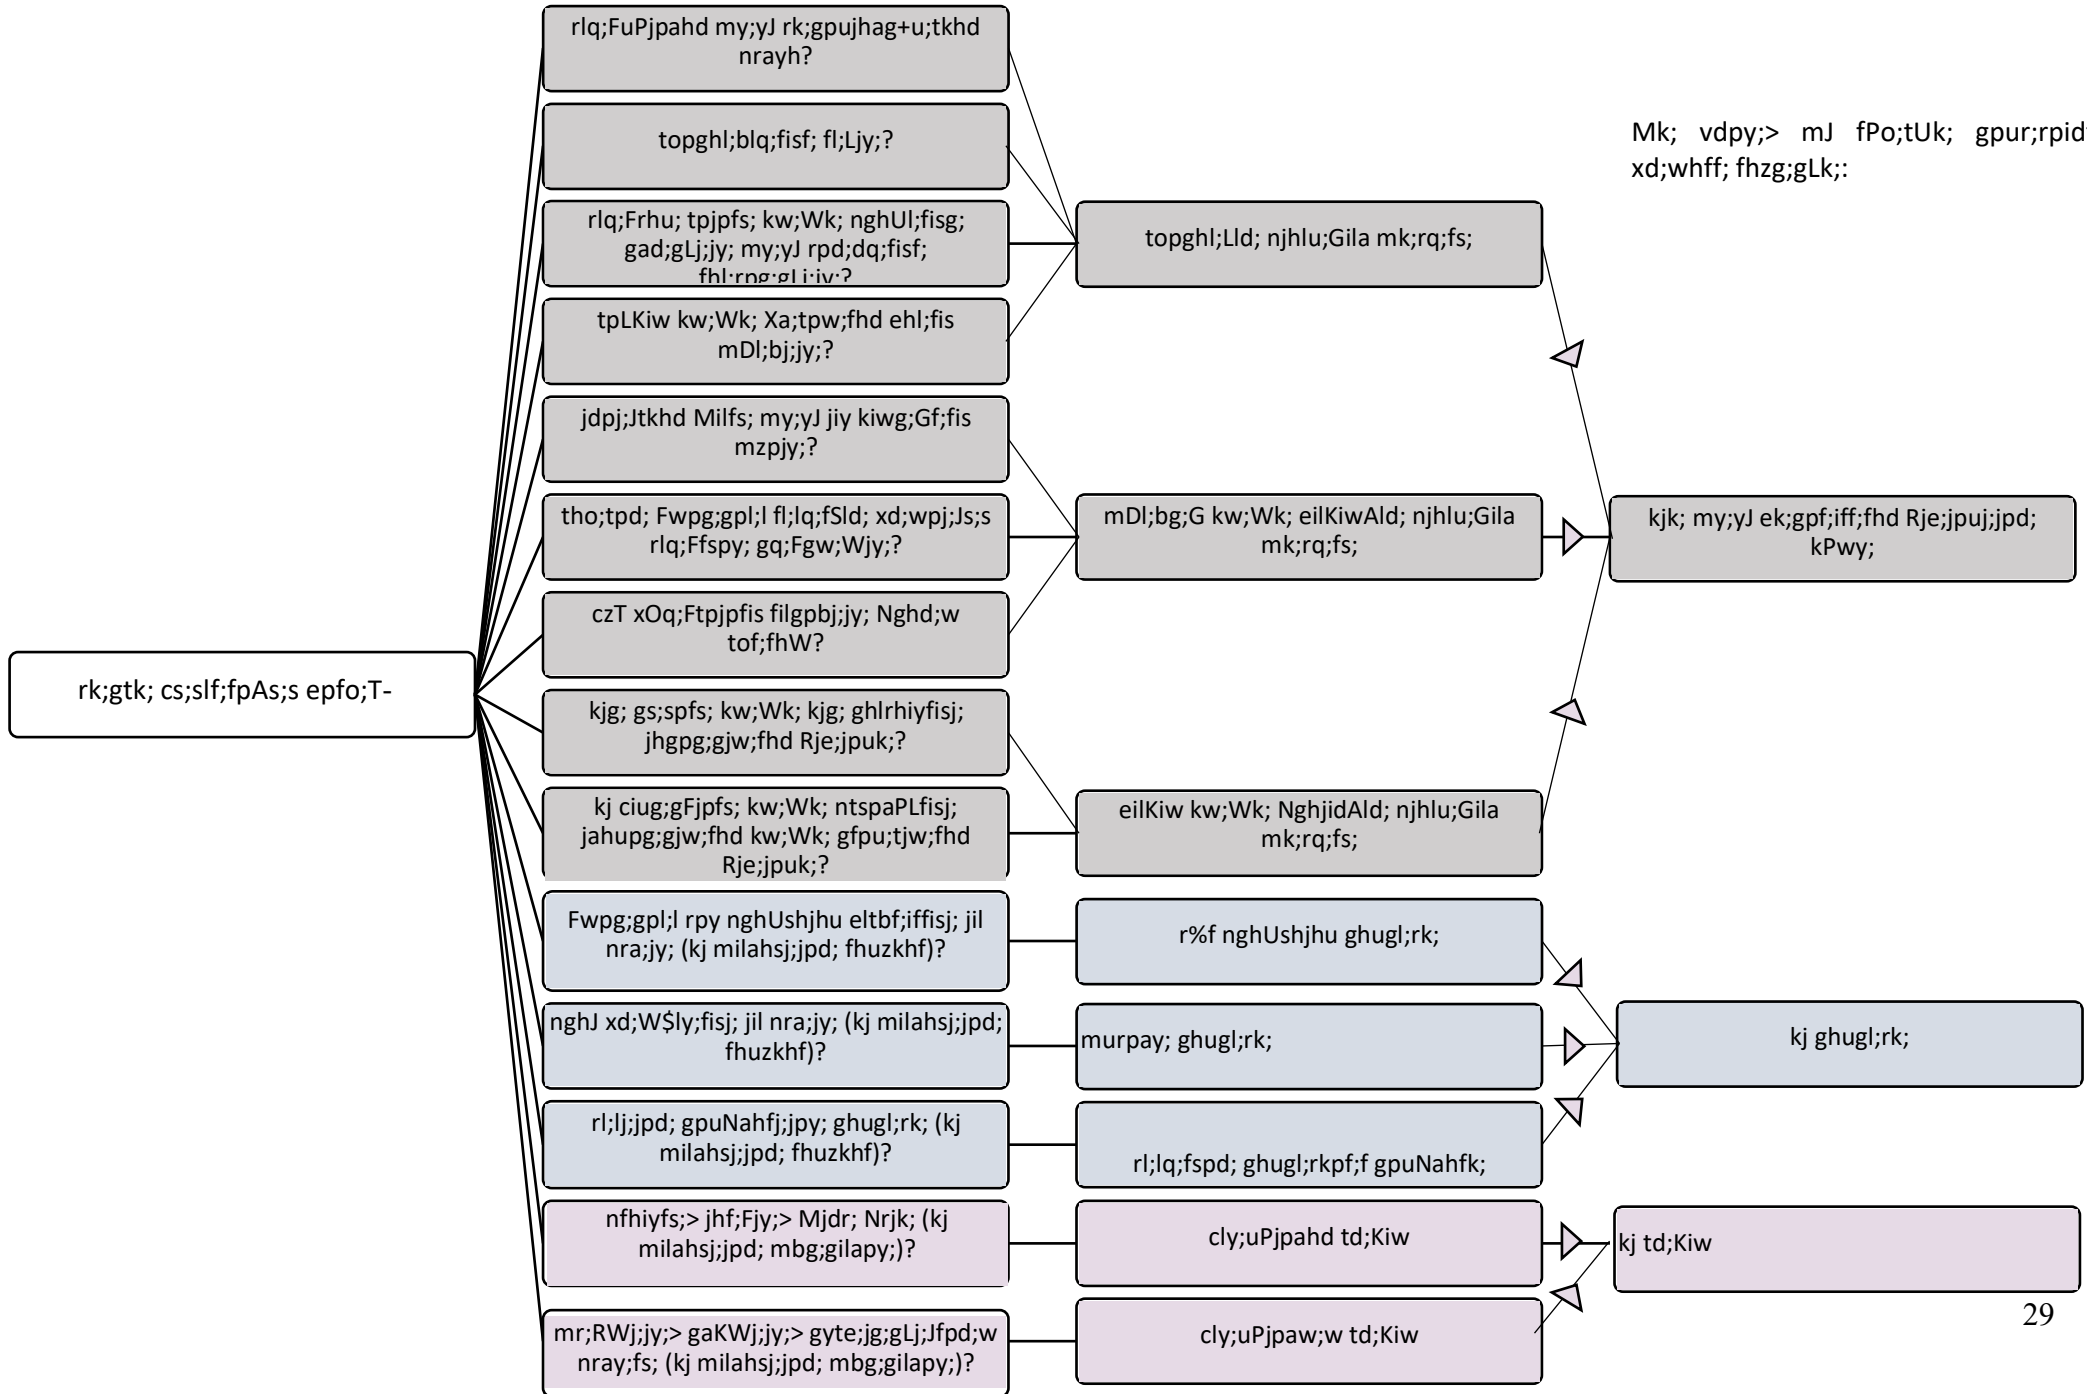 rlq;FuPjpahd my;yJ rk;gpujhag+u;tkhd
nrayh?
topghl;blq;fisf; fl;Ljy;?
Mk; vdpy;> mJ fPo;tUk;
xd;whff; fhzg;gLk;:
rlq;Frhu; tpjpfs; kw;Wk; nghUl;fisg;
gad;gLj;jy; my;yJ rpd;dq;fisf;
topghl;Lld; njhlu;Gila mk;rq;fs;
tpLKiw kw;Wk; Xa;tpw;fhd ehl;fis
mDl;bj;jy;?
jdpj;Jtkhd Milfs; my;yJ jiy kiwg;Gf;fis
mzpjy;?
tho;tpd; Fwpg;gpl;l fl;lq;fSld; xd;wpj;Js;s
rlq;Ffspy; gq;Fgw;Wjy;?
mDl;bg;G kw;Wk; eilKiwAld; njhlu;Gila
mk;rq;fs;
kjk; my;yJ ek;gpf;iff;fhd Rje;jpuj;jpd;
kPwy;
czT xOq;Ftpjpfis filgpbj;jy; Nghd;w
tof;fhW?
rk;gtk; cs;slf;fpAs;s epfo;T-
kjg; gs;spfs; kw;Wk; kjg; ghlrhiyfisj;
jhgpg;gjw;fhd Rje;jpuk;?
kj ciug;gFjpfs; kw;Wk; ntspaPLfisj;
jahupg;gjw;fhd kw;Wk; gfpu;tjw;fhd
Rje;jpuk;?
eilKiw kw;Wk; NghjidAld; njhlu;Gila
mk;rq;fs;
Fwpg;gpl;l rpy nghUshjhu eltbf;iffisj; jil
nra;jy; (kj milahsj;jpd; fhuzkhf)?
r%f nghUshjhu ghugl;rk;
nghJ xd;W$ly;fisj; jil nra;jy; (kj milahsj;jpd;
fhuzkhf)?
murpay; ghugl;rk;
kj ghugl;rk;
rl;lj;jpd; gpuNahfj;jpy; ghugl;rk; (kj
milahsj;jpd; fhuzkhf)?
rl;lq;fspd; ghugl;rkpf;f gpuNahfk;
nfhiyfs;> jhf;Fjy;> Mjdr; Nrjk; (kj
milahsj;jpd; mbg;gilapy;)?
cly;uPjpahd td;Kiw
kj td;Kiw
mr;RWj;jy;> gaKWj;jy;> gyte;jg;gLj;Jfpd;w
nray;fs; (kj milahsj;jpd; mbg;gilapy;)?
cly;uPjpaw;w td;Kiw
29